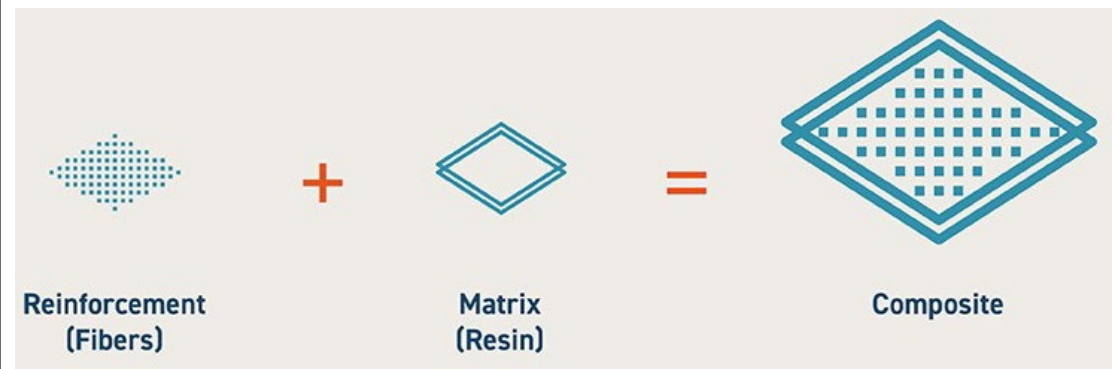 +
=
Reinforcement
(Fibers)
Matrix
(Resin)
Composite